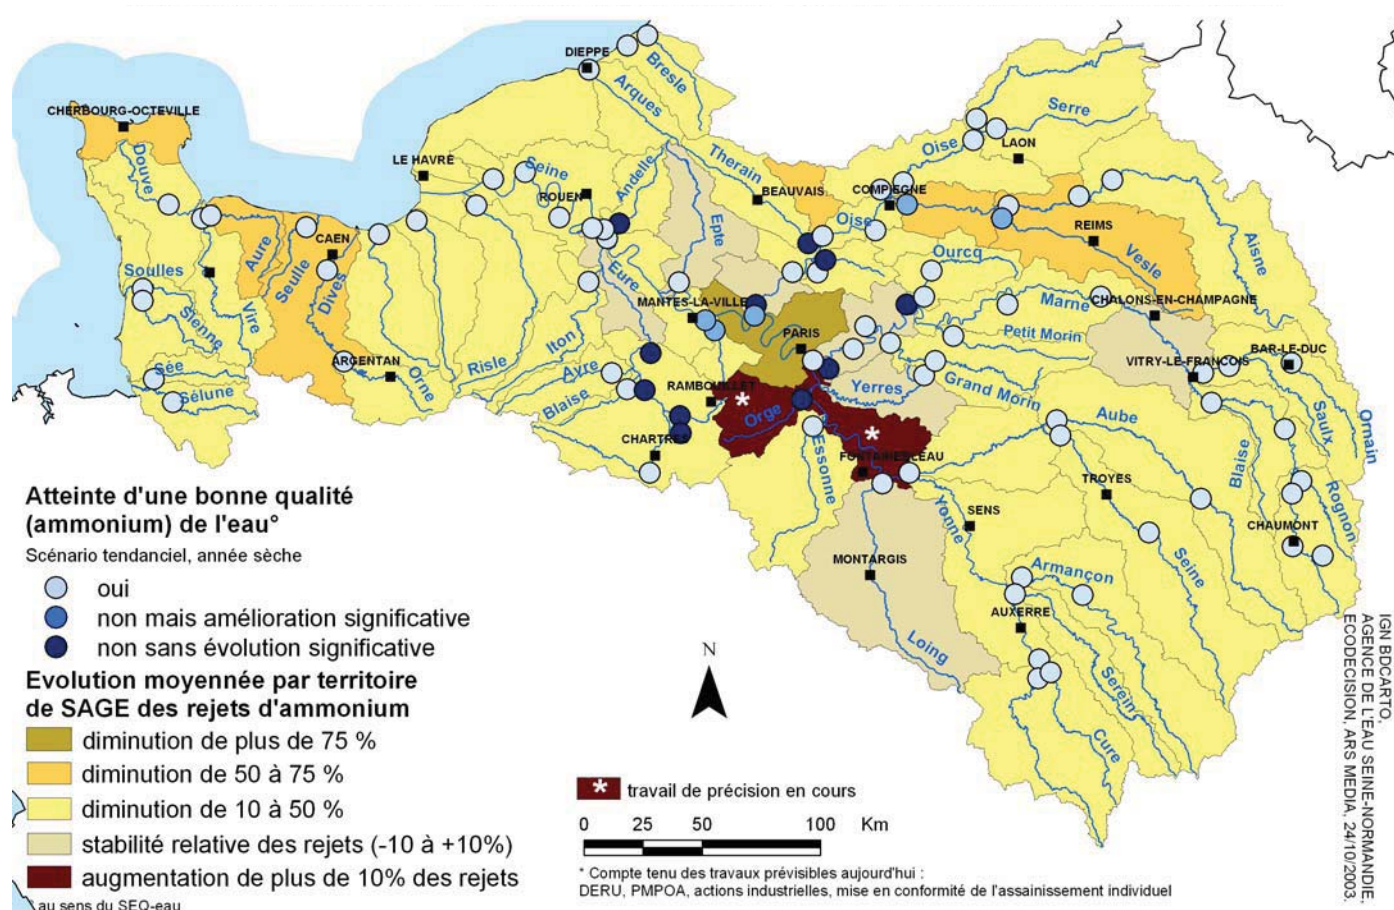 DIEPPE
Bresle
Arques
CHERBOURG-OCTEVILLE
Serre
Oise
LAON
Douve
LE HAVRE
Seine
Andelle
Therain
ROUEN
BEAUVAIS
COMPIEGNE
Epte
Oise
REIMS
Aisne
Aure
CAEN
Seulle
Dives
Vesle
Ourcq
Soulles
Eure
Marne
CHALONS-EN-CHAMPAGNE
MANTES-LA-VILLE
Sienne
Vire
PARIS
Petit Morin
Iton
BAR-LE-DUC
ARGENTAN
Orne
Risle
Avre
VITRY-LE-FRANCOIS
Sée
Sélune
Blaise
RAMBOUILLET
Yerres
Grand Morin
Aube
Orge
Saulx
Ornain
*
*
CHARTRES
Essonne
FONTAINEBLEAU
Blaise
TROYES
Rognon
Yonne
SENS
CHAUMONT
Seine
MONTARGIS
Armançon
AUXERRE
Loing
Serein
Cure
Atteinte d'une bonne qualité
(ammonium) de l'eau°
Scénario tendanciel, année sèche
oui
non mais amélioration significative
non sans évolution significative
Evolution moyennée par territoire
de SAGE des rejets d'ammonium
diminution de plus de 75 %
diminution de 50 à 75 %
diminution de 10 à 50 %
stabilité relative des rejets (-10 à +10%)
augmentation de plus de 10% des rejets
° au sens du SEQ-eau
N
* travail de précision en cours
0 25 50 100 Km
* Compte tenu des travaux prévisibles aujourd'hui :
DERU, PMPOA, actions industrielles, mise en conformité de l'assainissement individuel
IGN BDCARTO,
AGENCE DE L'EAU SEINE-NORMANDIE,
ECODECISION, ARS MEDIA, 24/10/2003.